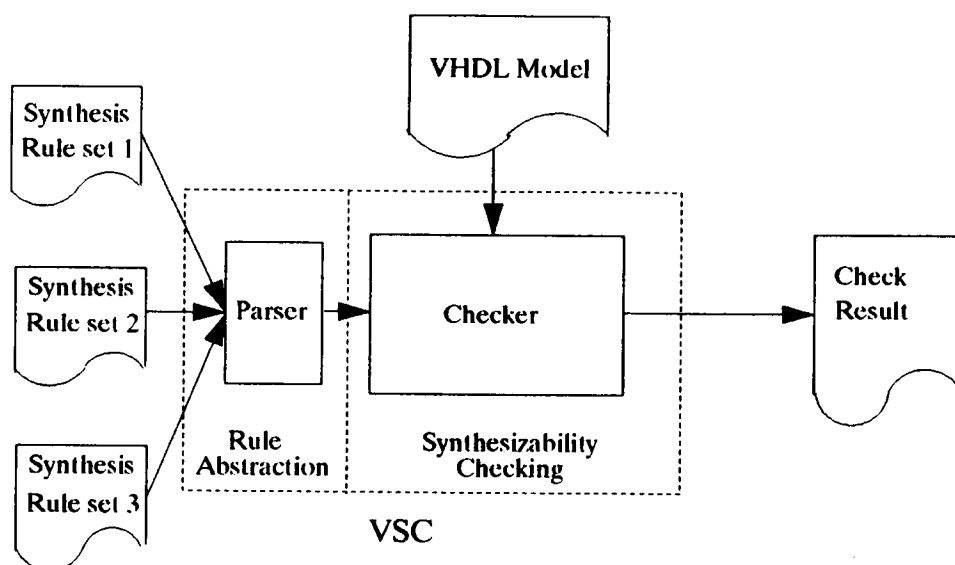 VHDL Model
Synthesis
Rule set 1
Synthesis
Rule set 2
Synthesis
Rule set 3
Parser
Rule
Abstraction
Checker
Synthesizability
Checking
Check
Result
VSC